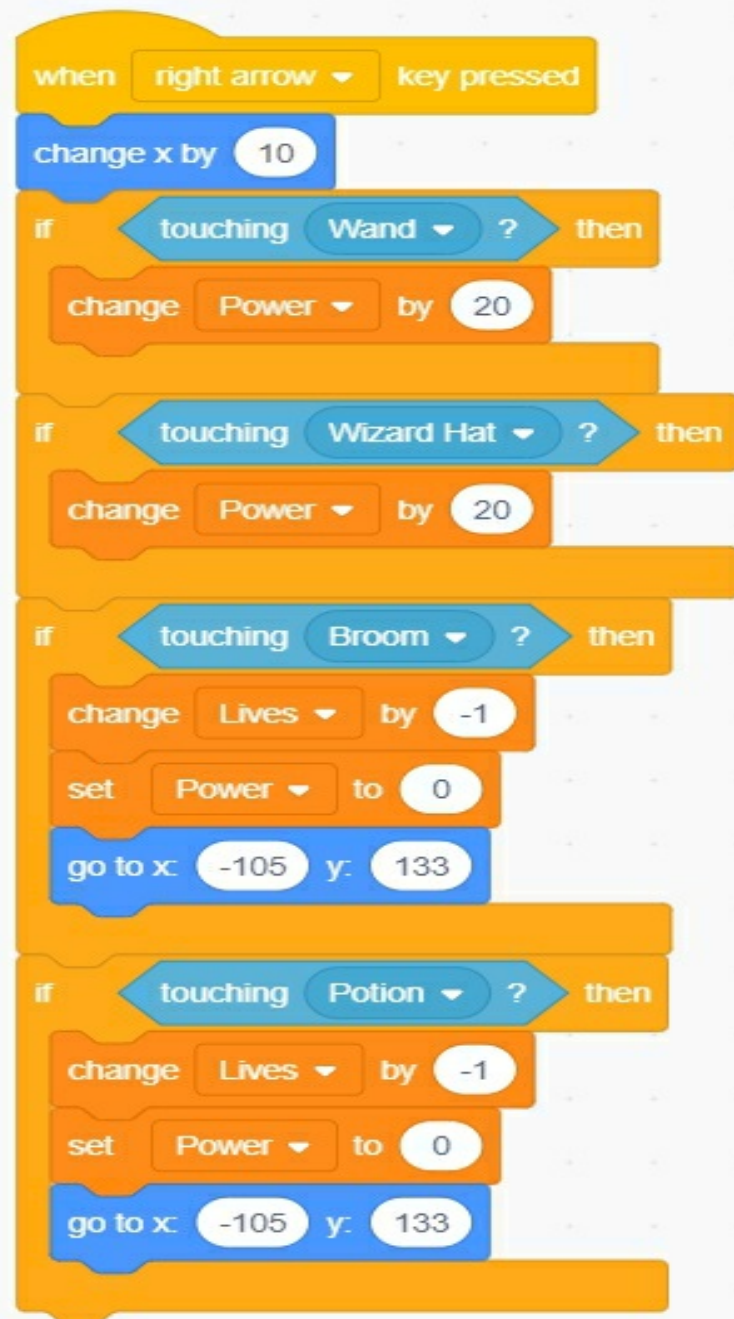 when right arrow key pressed
change x by 10
if touching Wand ? then
change Power by 20
if touching Wizard Hat ? then
change Power by 20
if touching Broom ? then
change Lives by -1
set Power to 0
go to x: -105 y: 133
if touching Potion ? then
change Lives by -1
set Power to 0
go to x: -105 y: 133